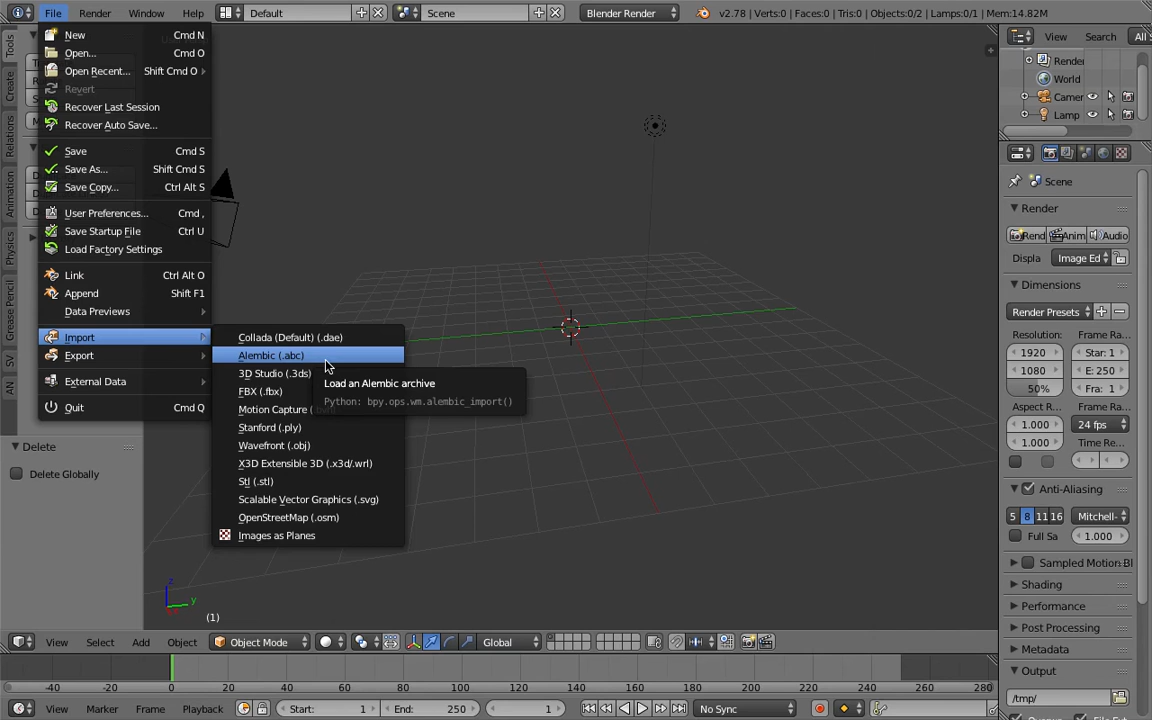 File Render Window Help Default Scene Blender Render v2.78 | Verts:0 | Faces:0 | Tris:0 | Objects:0/2 | Lamps:0/1 | Mem:14.82M
New Cmd N
Open... Cmd O
Open Recent... Shift Cmd O
Revert
Recover Last Session
Recover Auto Save...
Save Cmd S
Save As... Shift Cmd S
Save Copy... Ctrl Alt S
User Preferences... Cmd ,
Save Startup File Ctrl U
Load Factory Settings
Link Ctrl Alt O
Append Shift F1
Data Previews
Import
Export
External Data
Quit Cmd Q
Collada (Default) (.dae)
Alembic (.abc)
3D Studio (.3ds)
FBX (.fbx)
Motion Capture (
Stanford (.ply)
Wavefront (.obj)
X3D Extensible 3D (.x3d/.wrl)
Stl (.stl)
Scalable Vector Graphics (.svg)
OpenStreetMap (.osm)
Images as Planes
Load an Alembic archive
Python: bpy.ops.wm.alembic_import()
Tools
Create
Relations
Animation
Physics
Grease Pencil
AN
Delete
Delete Globally
z
y
(1)
View Search All S
Render
World
Camer
Lamp
Scene
Render
Rend Anim Audio
Displa Image Ed
Dimensions
Render Presets
Resolution: Frame Ra
1920 Star: 1
1080 E: 250
50% Fra: 1
Aspect R Frame Ra
1.000 24 fps
1.000 Time Re
Anti-Aliasing
5 8 11 16 Mitchell-
Full Sa 1.000
Sampled Motion Bl
Shading
Performance
Post Processing
Metadata
Output
/tmp/
View Select Add Object Object Mode Global
-40 -20 0 20 40 60 80 100 120 140 160 180 200 220 240 260 280
View Marker Frame Playback Start: 1 End: 250 1 No Sync